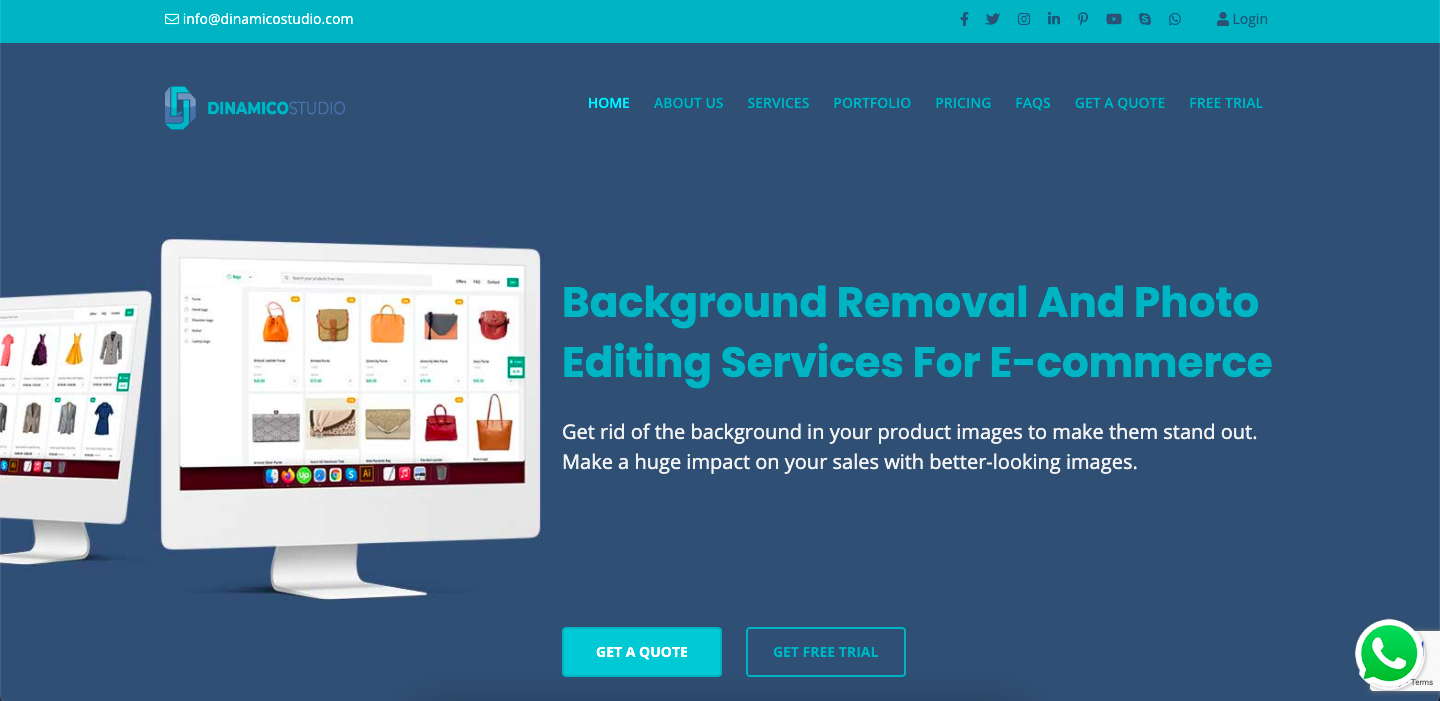 info@dinamicostudio.com
Login
DINAMICOSTUDIO
HOME ABOUT US SERVICES PORTFOLIO PRICING FAQS GET A QUOTE FREE TRIAL
Background Removal And Photo
Editing Services For E-commerce
Get rid of the background in your product images to make them stand out.
Make a huge impact on your sales with better-looking images.
GET A QUOTE
GET FREE TRIAL
Terms